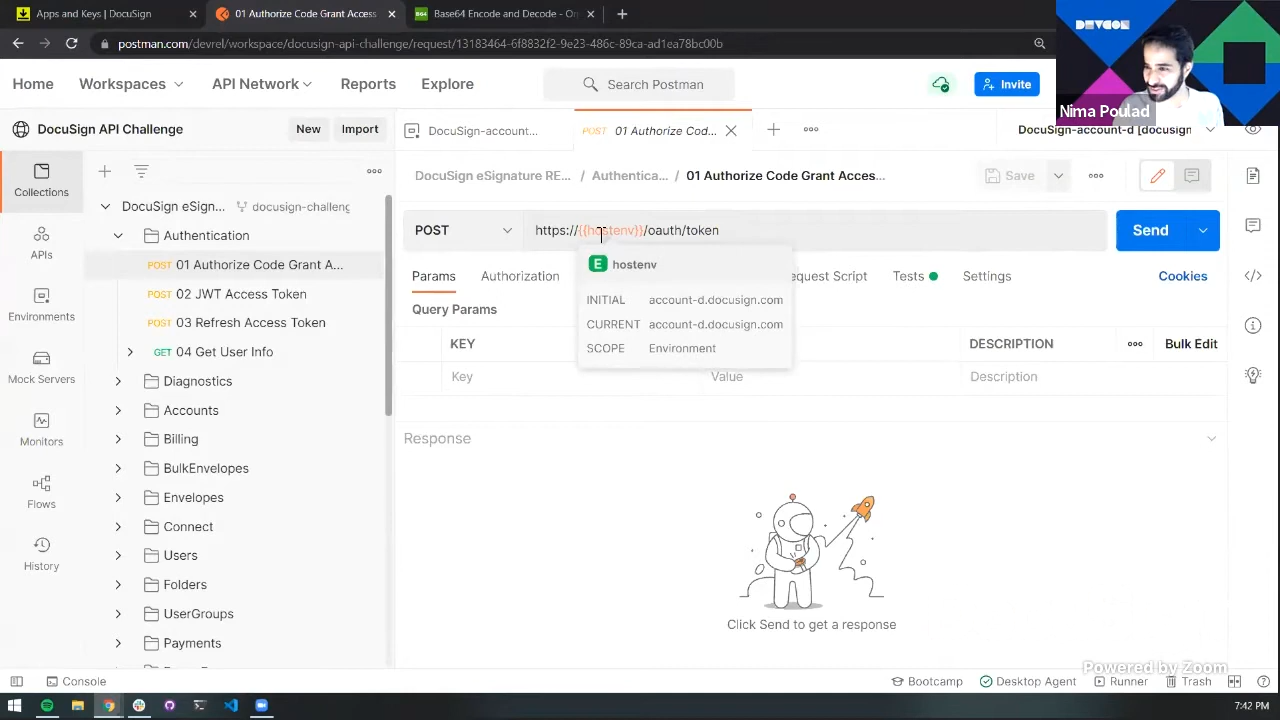 Apps and Keys | DocuSign
01 Authorize Code Grant Access
Base64 Encode and Decode - On
postman.com/devrel/workspace/docusign-api-challenge/request/13183464-6f8832f2-9e23-486c-89ca-ad1ea78bc00b
DEVCON
Nima Poulad
Home
Workspaces
API Network
Reports
Explore
Search Postman
Invite
DocuSign API Challenge
New
Import
DocuSign-account...
POST 01 Authorize Cod...
DocuSign-account-d [docusign
Collections
APIs
Environments
Mock Servers
Monitors
Flows
History
DocuSign eSign...
docusign-challeng
Authentication
POST 01 Authorize Code Grant A...
POST 02 JWT Access Token
POST 03 Refresh Access Token
GET 04 Get User Info
Diagnostics
Accounts
Billing
BulkEnvelopes
Envelopes
Connect
Users
Folders
UserGroups
Payments
DocuSign eSignature RE... / Authentica... / 01 Authorize Code Grant Acces...
Save
POST
https://{{hostenv}}/oauth/token
Send
Params
Authorization
equest Script
Tests
Settings
Cookies
E hostenv
INITIAL account-d.docusign.com
CURRENT account-d.docusign.com
SCOPE Environment
Query Params
KEY
DESCRIPTION
Bulk Edit
Key
Value
Description
Response
Click Send to get a response
Powered by Zoom
Console
Bootcamp
Desktop Agent
Runner
Trash
7:42 PM